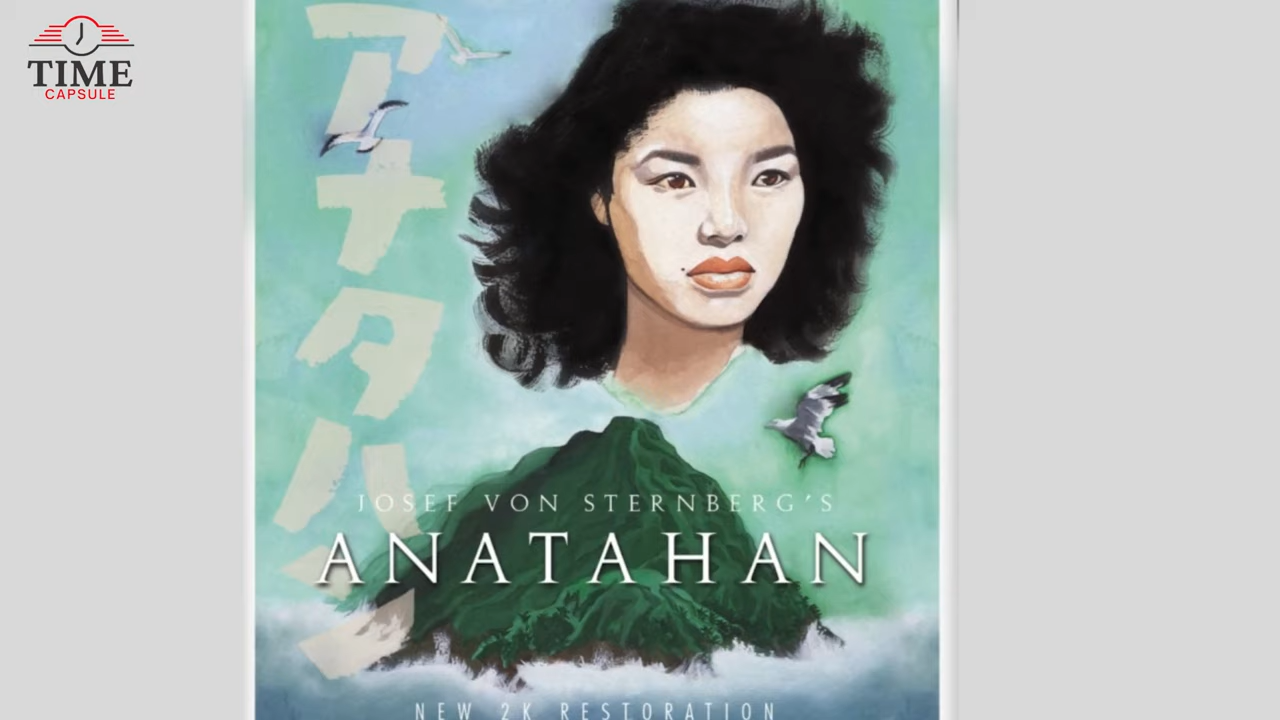 TIME
CAPSULE
アナタハン
JOSEF VON STERNBERG'S
ANATAHAN
NEW 2K RESTORATION